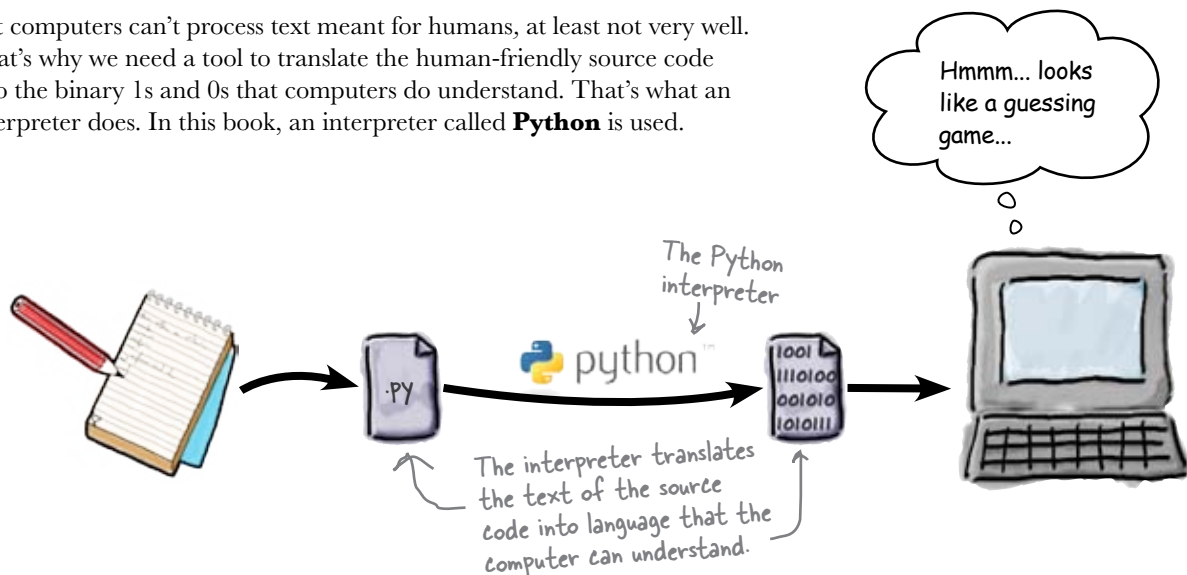 t computers can't process text meant for humans, at least not very well.
at's why we need a tool to translate the human-friendly source code
o the binary 1s and 0s that computers do understand. That's what an
erpreter does. In this book, an interpreter called Python is used.
Hmmm... looks
like a guessing
game...
The Python
interpreter
.PY
python™
1001
1110100
001010
1010111
The interpreter translates
the text of the source
code into language that the
computer can understand.